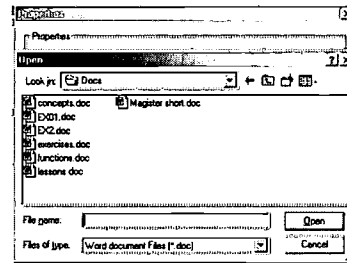 Properties
Properties
Open
Look in: Docs
concepts.doc Magister short.doc
EX01.doc
EX2.doc
exercises.doc
functions.doc
lessons.doc
File name: Open
Files of type: Word document Files (*.doc) Cancel